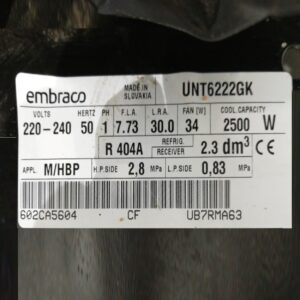 embraco MADE IN SLOVAKIA UNT6222GK
VOLTS HERTZ PH F.L.A. L.R.A. FAN [W] COOL.CAPACITY
220-240 50 1 7.73 30.0 34 2500 W
R 404A REFRIG. RECEIVER 2.3 dm³ CE
APPL. M/HBP H.P.SIDE 2,8 MPa L.P.SIDE 0,83 MPa
602CA5604 CF UB7RMA63